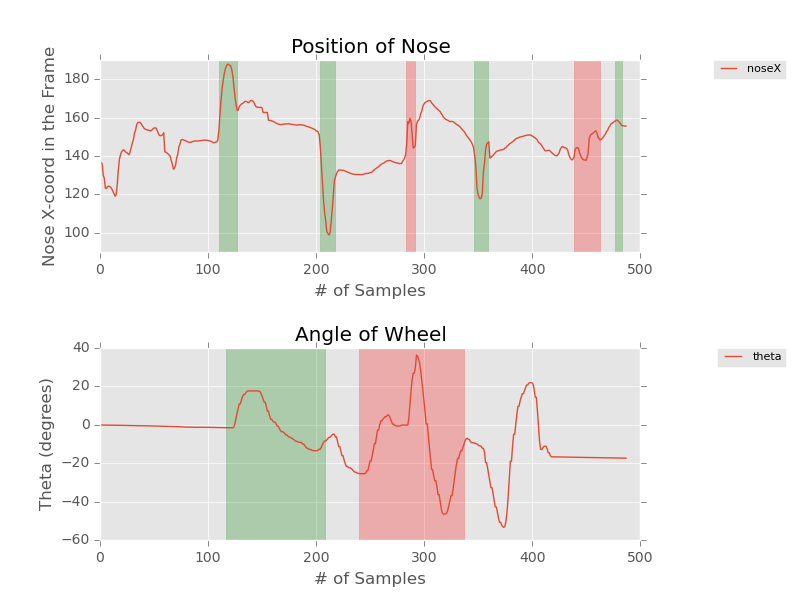 Position of Nose
noseX
Nose X-coord in the Frame
180
160
140
120
100
0 100 200 300 400 500
# of Samples
Angle of Wheel
theta
Theta (degrees)
40
20
0
−20
−40
−60
0 100 200 300 400 500
# of Samples